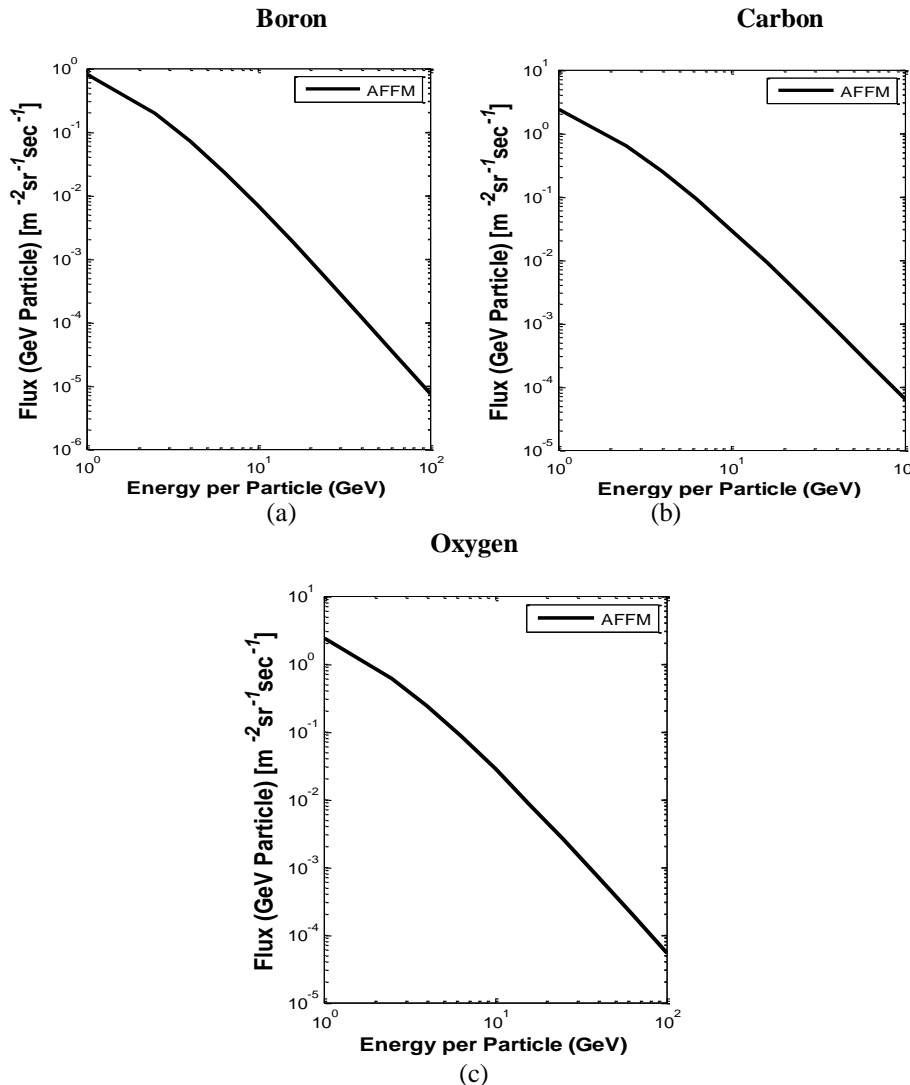 Boron
AFFM
10^0
10^-1
10^-2
10^-3
10^-4
10^-5
10^-6
Flux (GeV Particle) [m^-2sr^-1sec^-1]
10^0
10^1
10^2
Energy per Particle (GeV)
(a)
Carbon
AFFM
10^1
10^0
10^-1
10^-2
10^-3
10^-4
10^-5
Flux (GeV Particle) [m^-2sr^-1sec^-1]
10^0
10^1
10
Energy per Particle (GeV)
(b)
Oxygen
AFFM
10^1
10^0
10^-1
10^-2
10^-3
10^-4
10^-5
Flux (GeV Particle) [m^-2sr^-1sec^-1]
10^0
10^1
10^2
Energy per Particle (GeV)
(c)